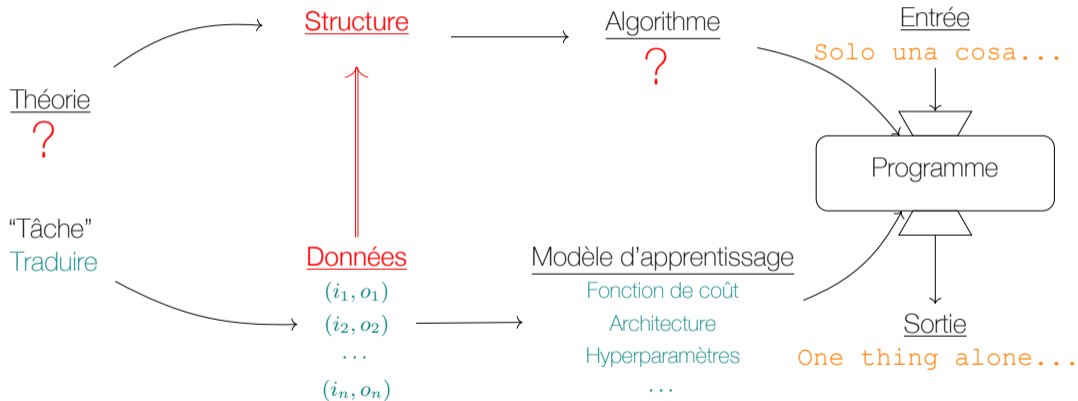 Structure
Algorithme
?
Entrée
Solo una cosa...
Théorie
?
Programme
“Tâche”
Traduire
Données
(i₁, o₁)
(i₂, o₂)
...
(iₙ, oₙ)
Modèle d'apprentissage
Fonction de coût
Architecture
Hyperparamètres
...
Sortie
One thing alone...